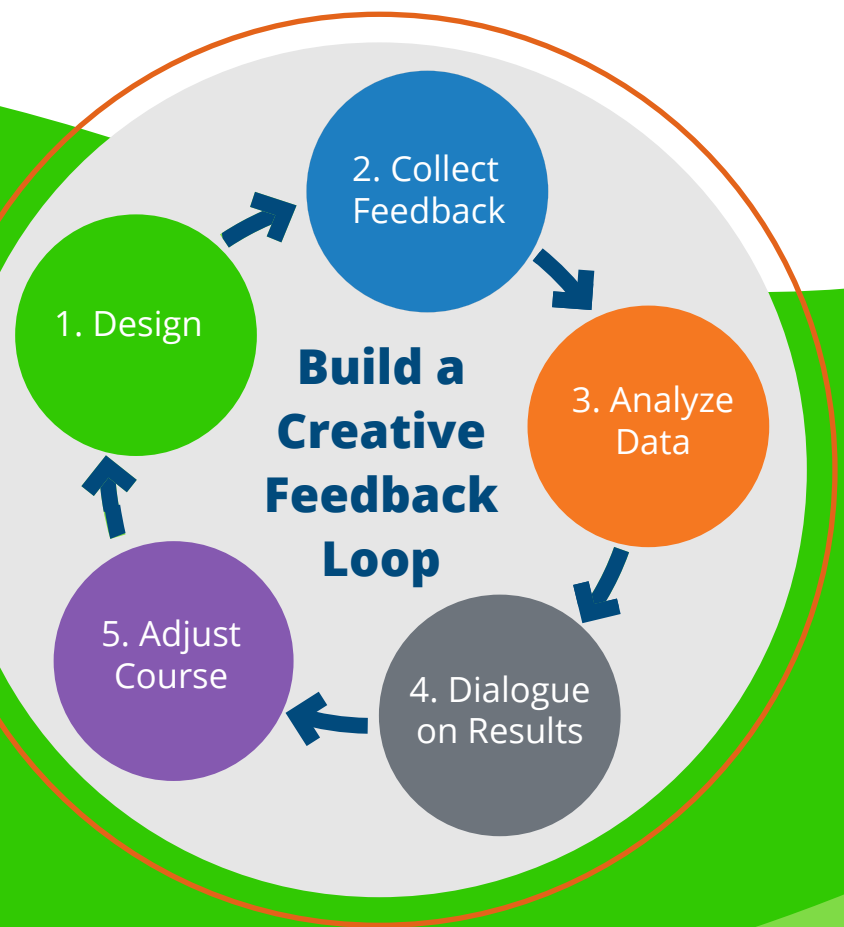 Build a
Creative
Feedback
Loop
1. Design
2. Collect
Feedback
3. Analyze
Data
4. Dialogue
on Results
5. Adjust
Course